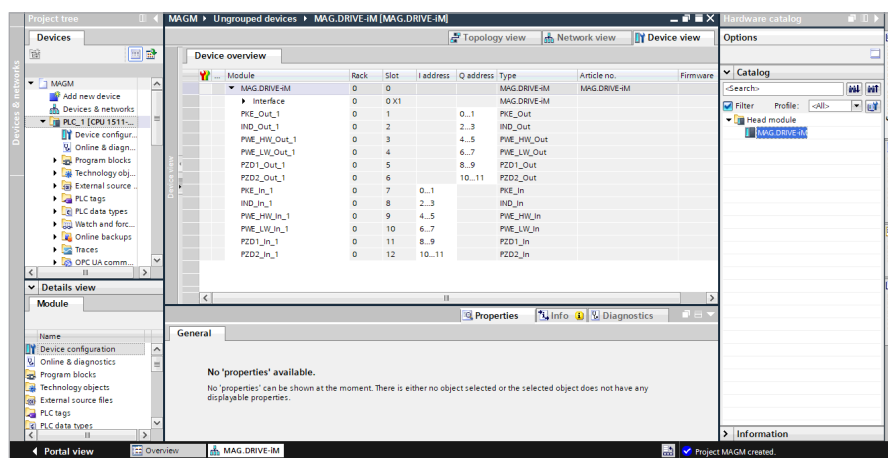 Project tree
MAGM ▸ Ungrouped devices ▸ MAG.DRIVE-iM [MAG.DRIVE-iM]
Hardware catalog
Devices
Topology view
Network view
Device view
Options
Device overview
Devices & networks
Module Rack Slot I address Q address Type Article no. Firmware
MAG.DRIVE-iM 0 0 MAG.DRIVE-iM MAG.DRIVE-iM
Interface 0 0 X1 MAG.DRIVE-iM
PKE_Out_1 0 1 0...1 PKE_Out
IND_Out_1 0 2 2...3 IND_Out
PWE_HW_Out_1 0 3 4...5 PWE_HW_Out
PWE_LW_Out_1 0 4 6...7 PWE_LW_Out
PZD1_Out_1 0 5 8...9 PZD1_Out
PZD2_Out_1 0 6 10...11 PZD2_Out
PKE_In_1 0 7 0...1 PKE_In
IND_In_1 0 8 2...3 IND_In
PWE_HW_In_1 0 9 4...5 PWE_HW_In
PWE_LW_In_1 0 10 6...7 PWE_LW_In
PZD1_In_1 0 11 8...9 PZD1_In
PZD2_In_1 0 12 10...11 PZD2_In
Device view
MAGM
Add new device
Devices & networks
PLC_1 [CPU 1511-...
Device configur...
Online & diagn...
Program blocks
Technology obj...
External source ...
PLC tags
PLC data types
Watch and forc...
Online backups
Traces
OPC UA comm...
Details view
Module
Name
Device configuration
Online & diagnostics
Program blocks
Technology objects
External source files
PLC tags
PLC data types
Properties
Info
Diagnostics
General
No 'properties' available.
No 'properties' can be shown at the moment. There is either no object selected or the selected object does not have any
displayable properties.
Catalog
<Search>
Filter Profile: <All>
Head module
MAG.DRIVE-iM
Information
Portal view
Overview
MAG.DRIVE-iM
Project MAGM created.